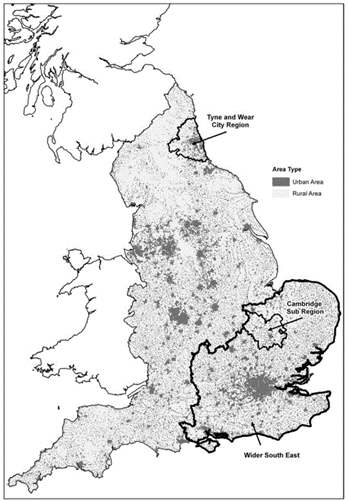 Tyne and Wear
City Region
Area Type
Urban Area
Rural Area
Cambridge
Sub Region
Wider South East